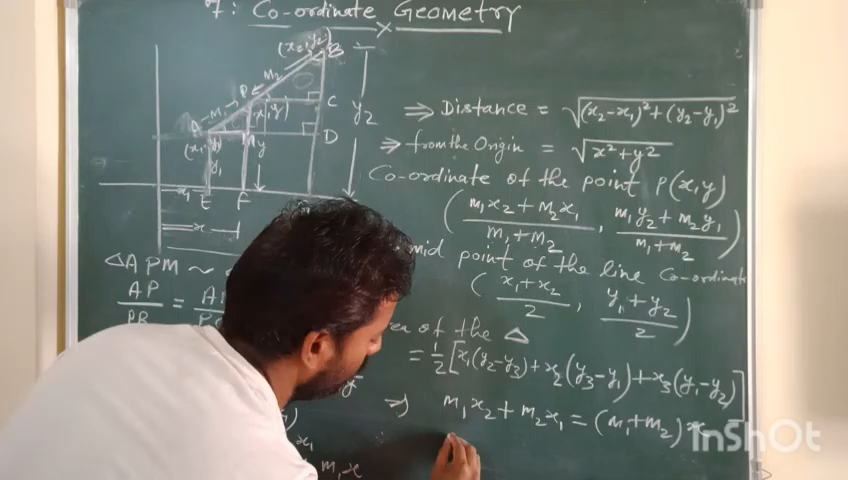 7: Co-ordinate Geometry
(x₂, y₂) B
M₂
P
A
M₁
(x, y)
C
y₂
D
(x₁, y₁)
M
y
y₁
x₁
E
F
x
⇒ Distance = √((x₂-x₁)²+(y₂-y₁)²)
⇒ from the Origin = √(x²+y²)
Co-ordinate of the point P(x,y)
((m₁x₂+m₂x₁)/(m₁+m₂), (m₁y₂+m₂y₁)/(m₁+m₂))
mid point of the line Co-ordinate
((x₁+x₂)/2, (y₁+y₂)/2)
of the △
= ½[x₁(y₂-y₃)+x₂(y₃-y₁)+x₃(y₁-y₂)]
⇒ m₁x₂+m₂x₁=(m₁+m₂)x
△APM ~
AP/PB =
x₁
m₁x
InShOt